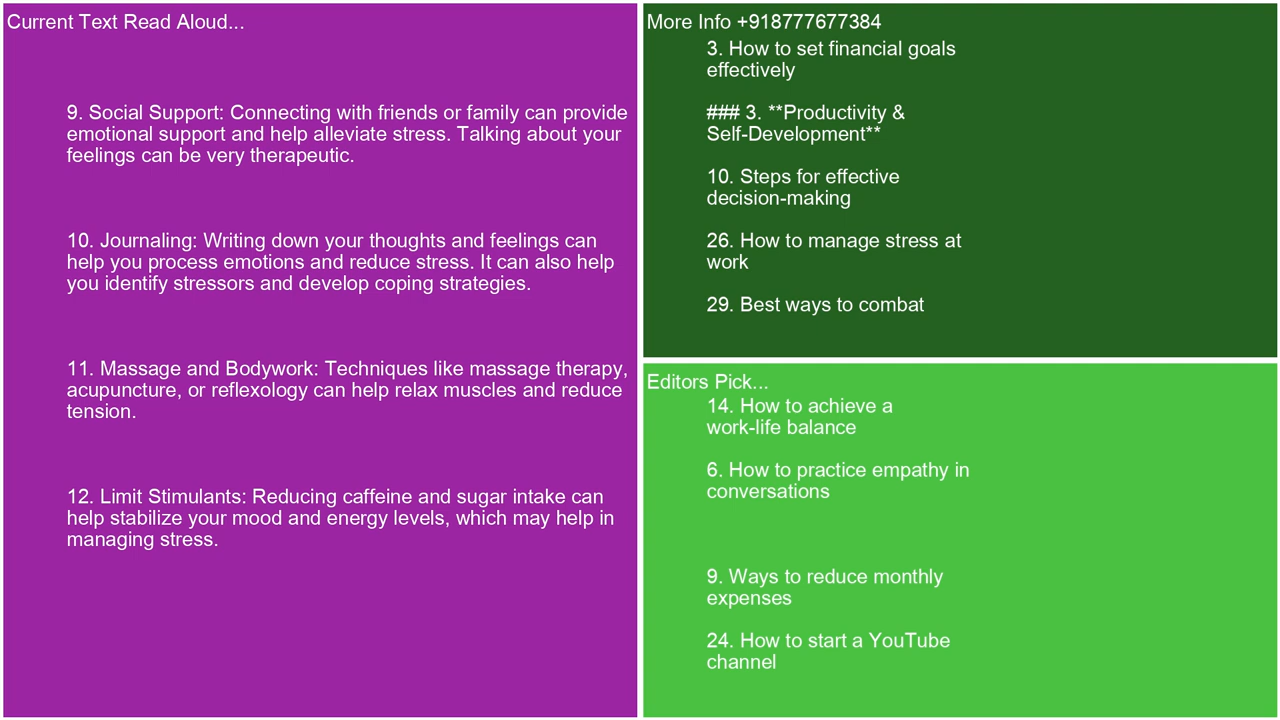 Current Text Read Aloud...
9. Social Support: Connecting with friends or family can provide
emotional support and help alleviate stress. Talking about your
feelings can be very therapeutic.
10. Journaling: Writing down your thoughts and feelings can
help you process emotions and reduce stress. It can also help
you identify stressors and develop coping strategies.
11. Massage and Bodywork: Techniques like massage therapy,
acupuncture, or reflexology can help relax muscles and reduce
tension.
12. Limit Stimulants: Reducing caffeine and sugar intake can
help stabilize your mood and energy levels, which may help in
managing stress.
More Info +918777677384
3. How to set financial goals
effectively
### 3. **Productivity &
Self-Development**
10. Steps for effective
decision-making
26. How to manage stress at
work
29. Best ways to combat
Editors Pick...
14. How to achieve a
work-life balance
6. How to practice empathy in
conversations
9. Ways to reduce monthly
expenses
24. How to start a YouTube
channel